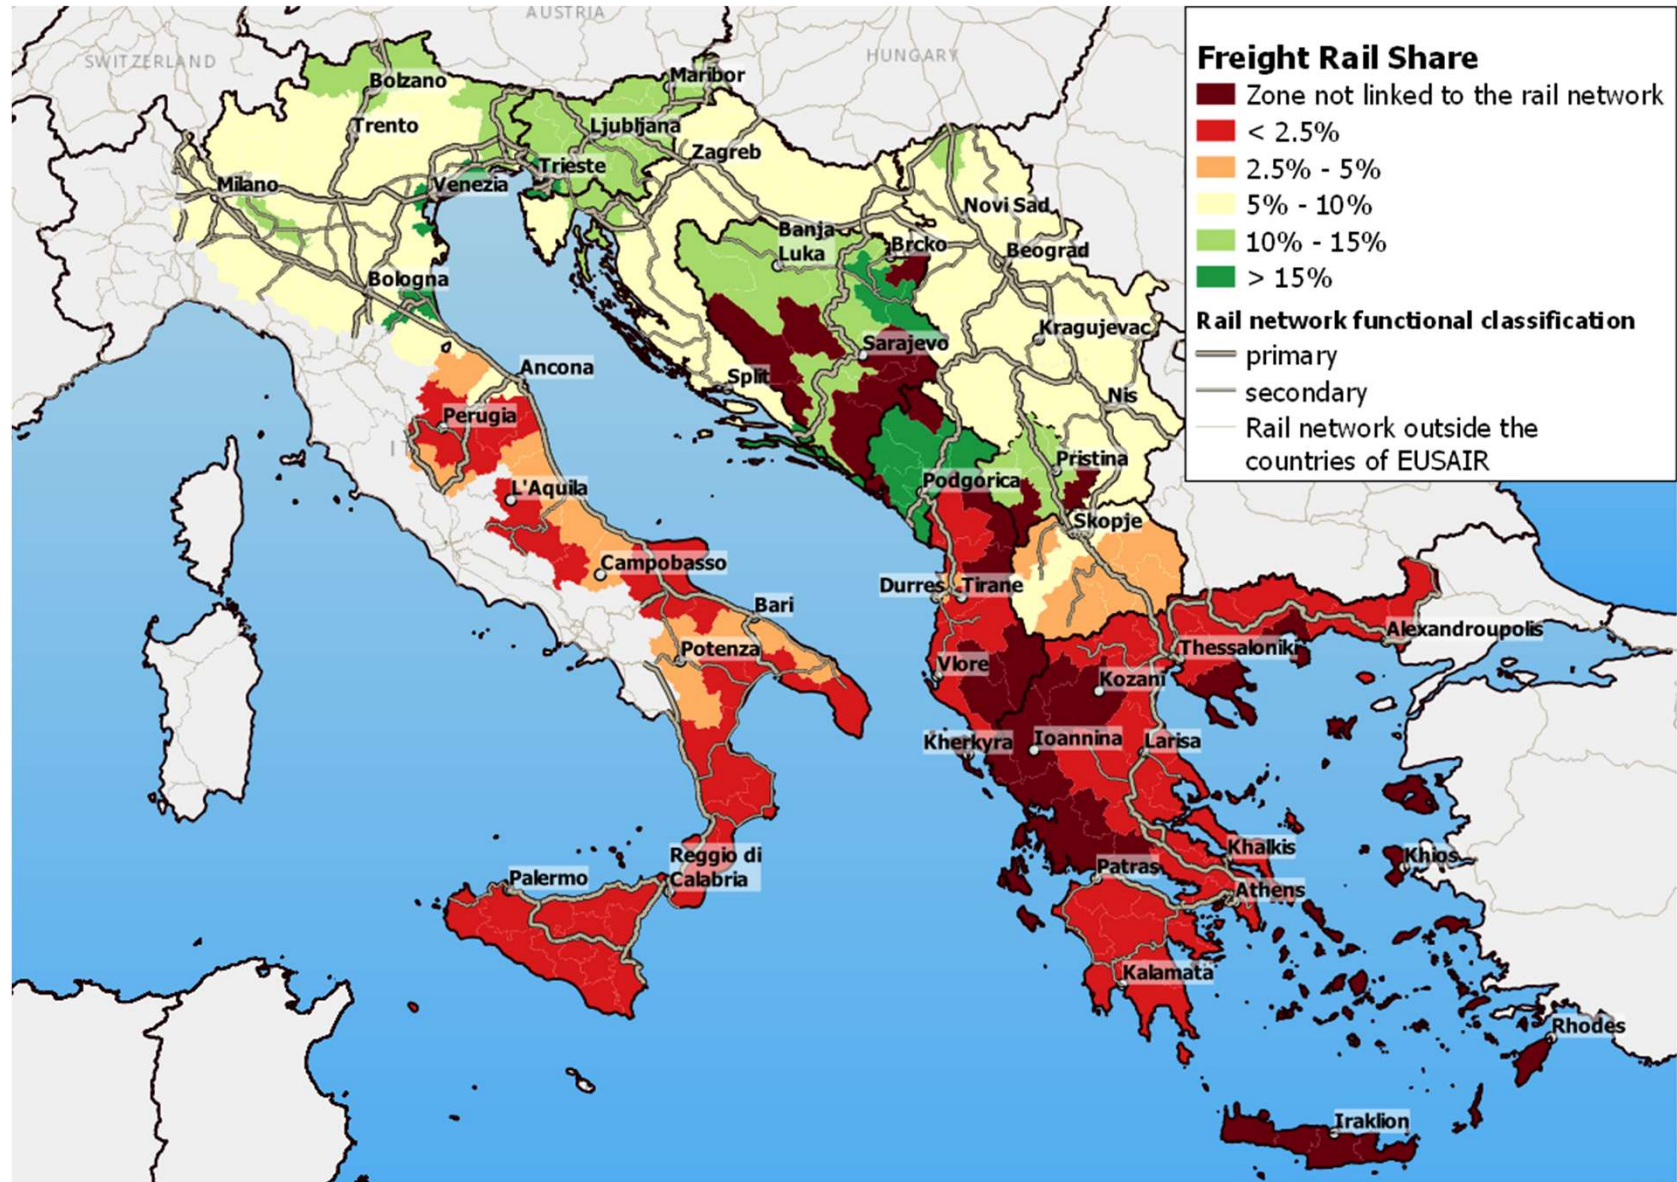 AUSTRIA
SWITZERLAND
HUNGARY
Freight Rail Share
Zone not linked to the rail network
< 2.5%
2.5% - 5%
5% - 10%
10% - 15%
> 15%
Rail network functional classification
primary
secondary
Rail network outside the
countries of EUSAIR
Bolzano
Maribor
Trento
Ljubljana
Zagreb
Trieste
Milano
Venezia
Novi Sad
Banja
Luka
Brcko
Beograd
Bologna
Kragujevac
Sarajevo
Ancona
Split
Nis
Perugia
Pristina
L'Aquila
Podgorica
Skopje
Campobasso
Durres
Tirane
Bari
Alexandroupolis
Potenza
Thessaloniki
Vlore
Kozani
Kherkyra
Ioannina
Larisa
Reggio di
Calabria
Khalkis
Khios
Palermo
Patras
Athens
Kalamata
Rhodes
Iraklion